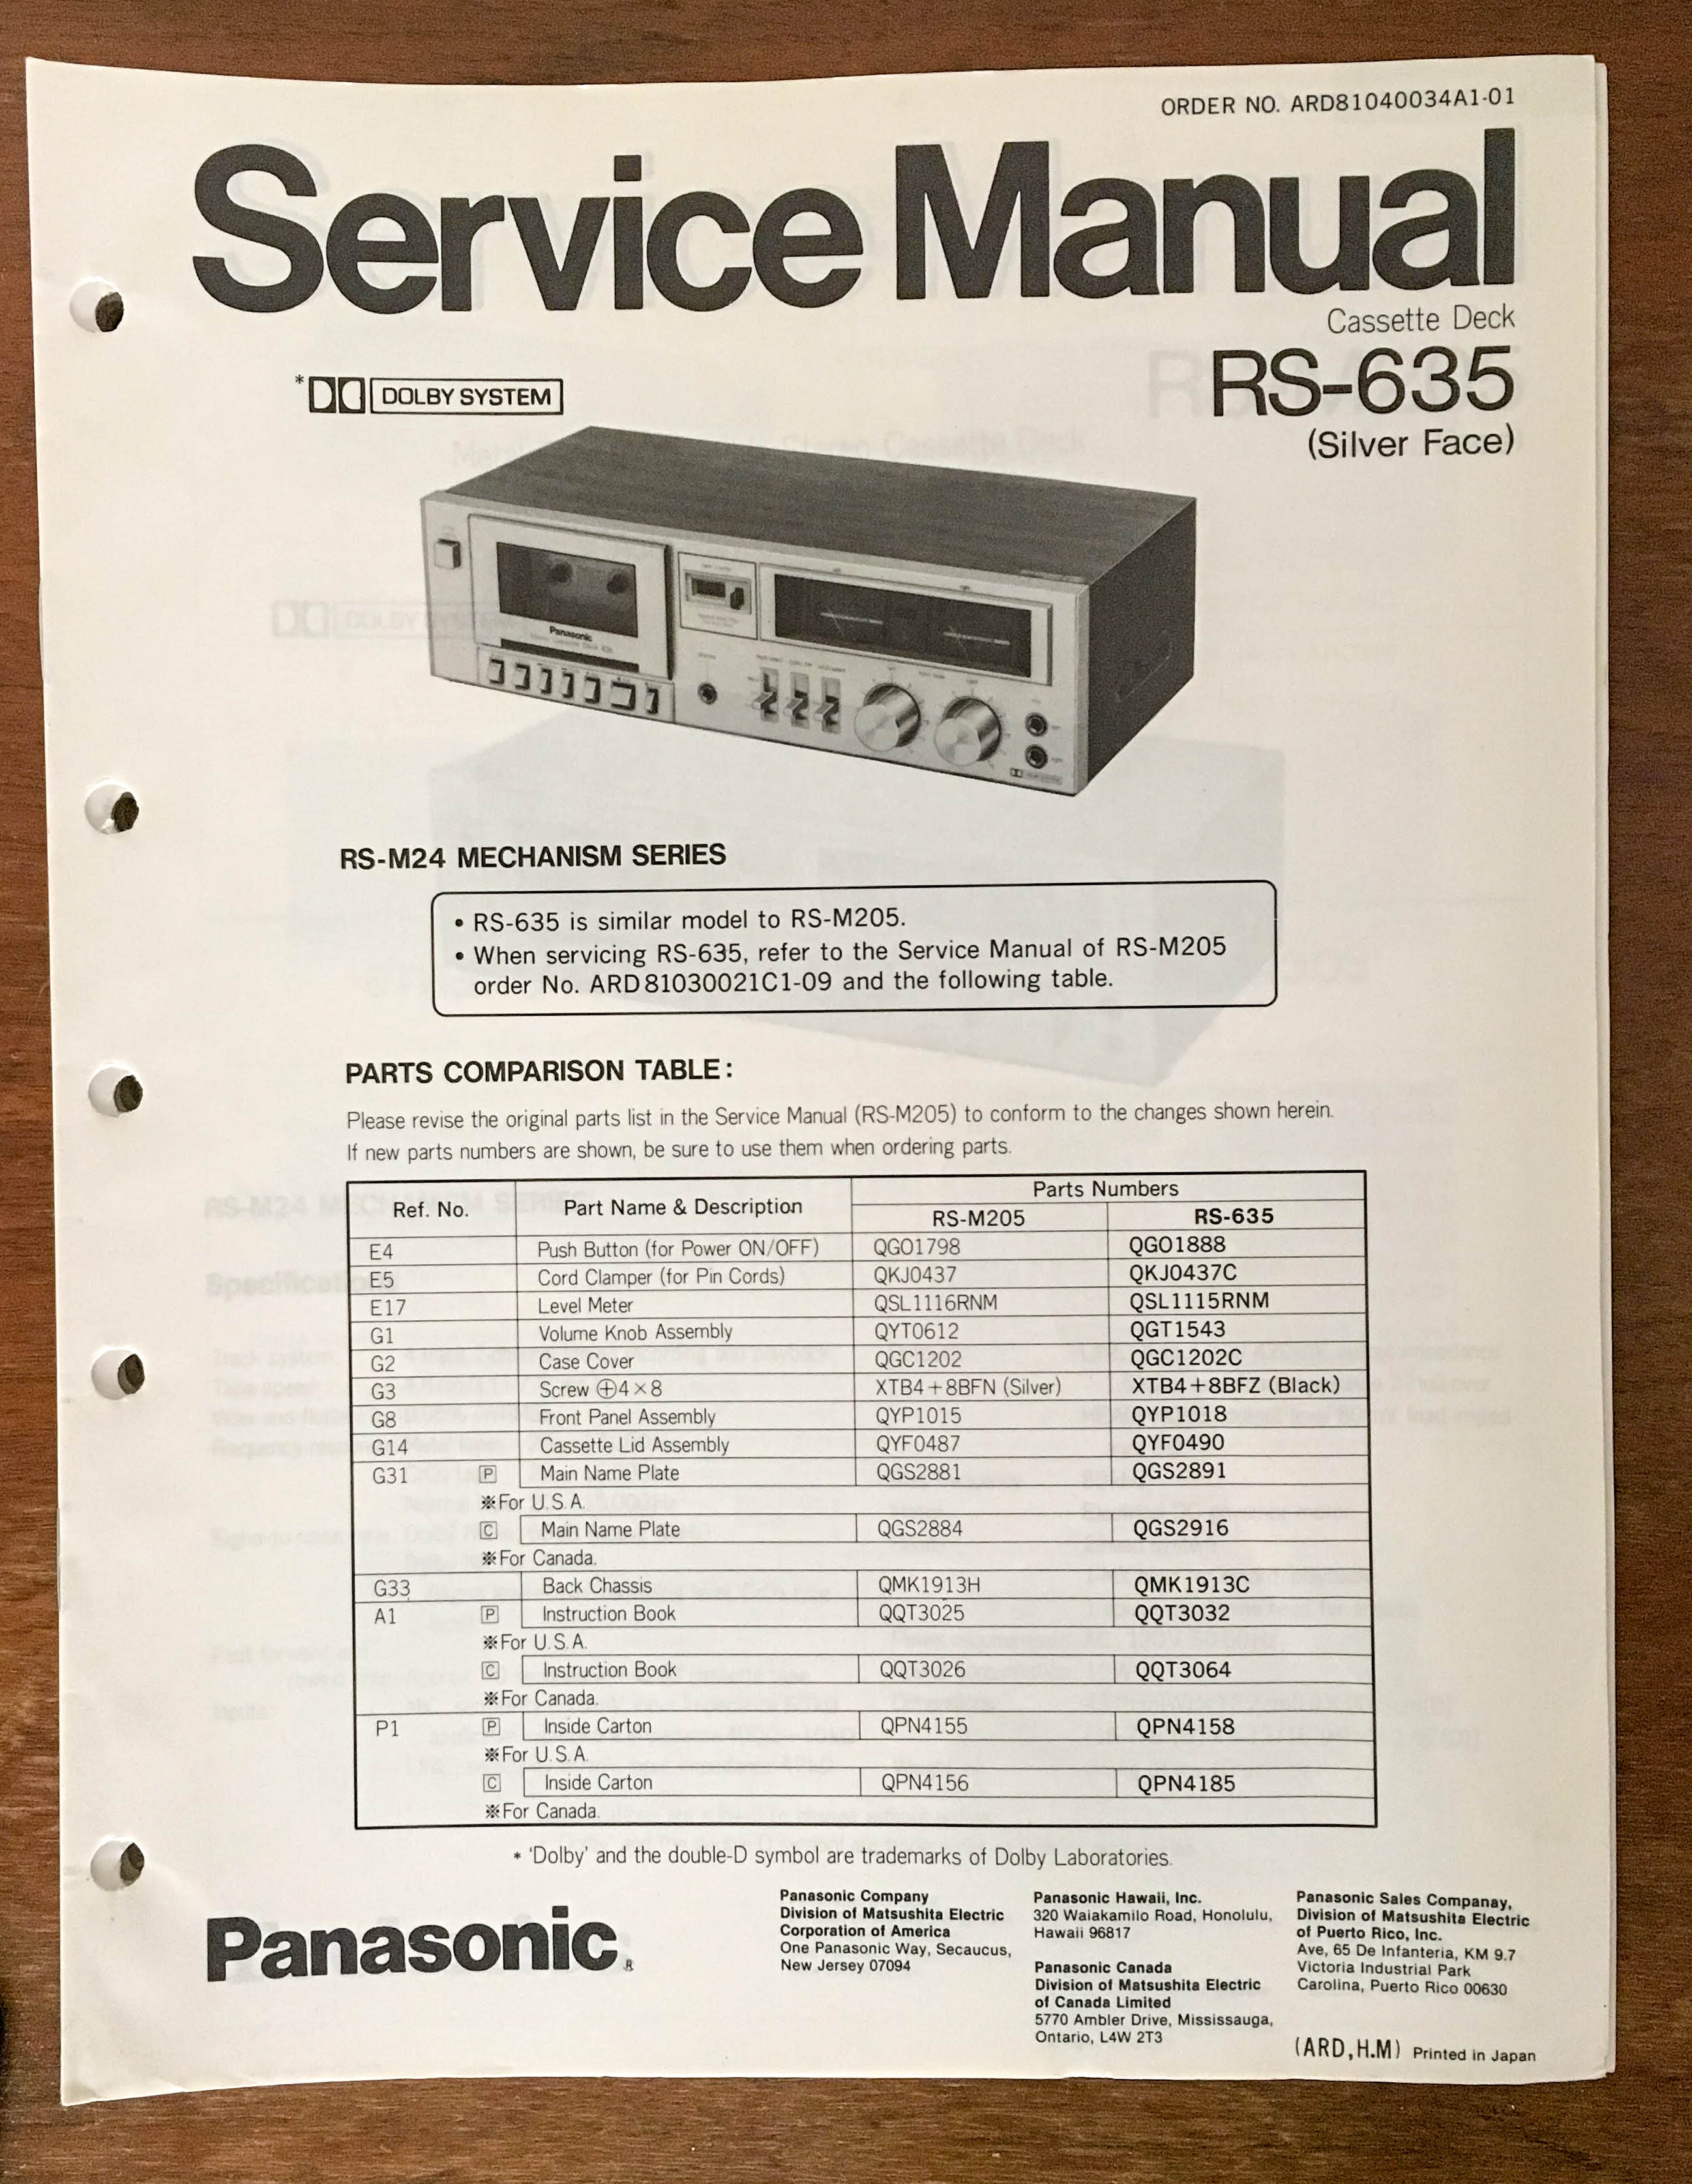 ORDER NO. ARD81040034A1-01
Service Manual
Cassette Deck
RS-635
(Silver Face)
* DOLBY SYSTEM
Panasonic
RS-M24 MECHANISM SERIES
• RS-635 is similar model to RS-M205.
• When servicing RS-635, refer to the Service Manual of RS-M205
order No. ARD81030021C1-09 and the following table.
PARTS COMPARISON TABLE:
Please revise the original parts list in the Service Manual (RS-M205) to conform to the changes shown herein.
If new parts numbers are shown, be sure to use them when ordering parts.
Ref. No. Part Name & Description Parts Numbers
RS-M205 RS-635
E4 Push Button (for Power ON/OFF) QGO1798 QGO1888
E5 Cord Clamper (for Pin Cords) QKJ0437 QKJ0437C
E17 Level Meter QSL1116RNM QSL1115RNM
G1 Volume Knob Assembly QYT0612 QGT1543
G2 Case Cover QGC1202 QGC1202C
G3 Screw ⊕4×8 XTB4+8BFN (Silver) XTB4+8BFZ (Black)
G8 Front Panel Assembly QYP1015 QYP1018
G14 Cassette Lid Assembly QYF0487 QYF0490
G31 P Main Name Plate QGS2881 QGS2891
※For U.S.A.
C Main Name Plate QGS2884 QGS2916
※For Canada.
G33 Back Chassis QMK1913H QMK1913C
A1 P Instruction Book QQT3025 QQT3032
※For U.S.A.
C Instruction Book QQT3026 QQT3064
※For Canada.
P1 P Inside Carton QPN4155 QPN4158
※For U.S.A.
C Inside Carton QPN4156 QPN4185
※For Canada.
* 'Dolby' and the double-D symbol are trademarks of Dolby Laboratories.
Panasonic®
Panasonic Company
Division of Matsushita Electric
Corporation of America
One Panasonic Way, Secaucus,
New Jersey 07094
Panasonic Hawaii, Inc.
320 Waiakamilo Road, Honolulu,
Hawaii 96817
Panasonic Canada
Division of Matsushita Electric
of Canada Limited
5770 Ambler Drive, Mississauga,
Ontario, L4W 2T3
Panasonic Sales Companay,
Division of Matsushita Electric
of Puerto Rico, Inc.
Ave, 65 De Infanteria, KM 9.7
Victoria Industrial Park
Carolina, Puerto Rico 00630
(ARD,H.M) Printed in Japan